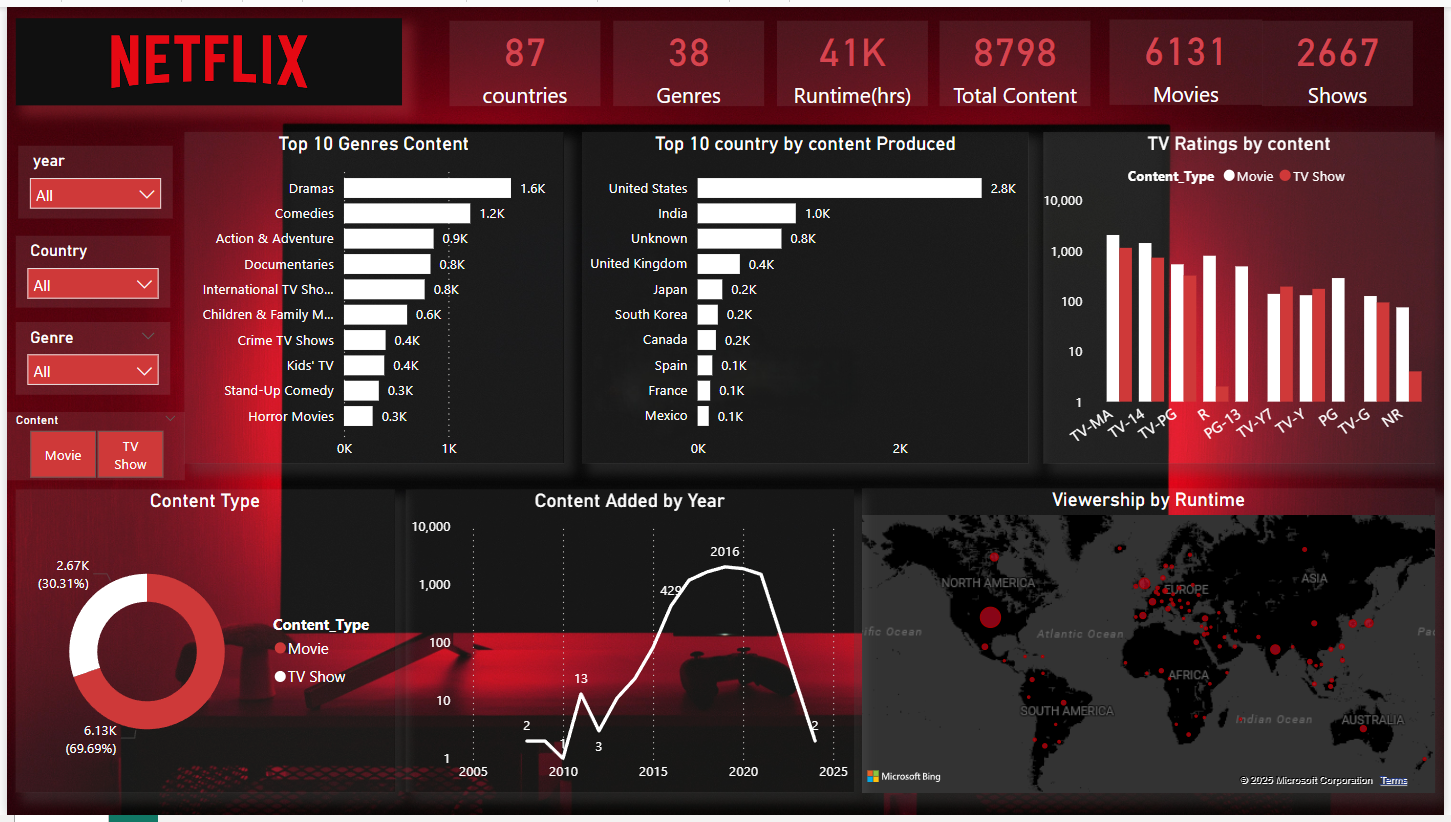 NETFLIX
87
countries
38
Genres
41K
Runtime(hrs)
8798
Total Content
6131
Movies
2667
Shows
year
All
Country
All
Genre
All
Content
Movie
TV
Show
Top 10 Genres Content
Dramas
1.6K
Comedies
1.2K
Action & Adventure
0.9K
Documentaries
0.8K
International TV Sho...
0.8K
Children & Family M...
0.6K
Crime TV Shows
0.4K
Kids' TV
0.4K
Stand-Up Comedy
0.3K
Horror Movies
0.3K
0K 1K
Top 10 country by content Produced
United States
2.8K
India
1.0K
Unknown
0.8K
United Kingdom
0.4K
Japan
0.2K
South Korea
0.2K
Canada
0.2K
Spain
0.1K
France
0.1K
Mexico
0.1K
0K 2K
TV Ratings by content
Content_Type Movie TV Show
10,000
1,000
100
10
1
TV-MA TV-14 TV-PG R PG-13 TV-Y7 TV-Y PG TV-G NR
Content Type
2.67K
(30.31%)
6.13K
(69.69%)
Content_Type
Movie
TV Show
Content Added by Year
10,000
1,000
100
10
1
2
1
13
3
429
2016
2
2005 2010 2015 2020 2025
Viewership by Runtime
NORTH AMERICA
EUROPE
ASIA
ific Ocean
Atlantic Ocean
Pac
AFRICA
SOUTH AMERICA
Indian Ocean
AUSTRALIA
Microsoft Bing
© 2025 Microsoft Corporation Terms